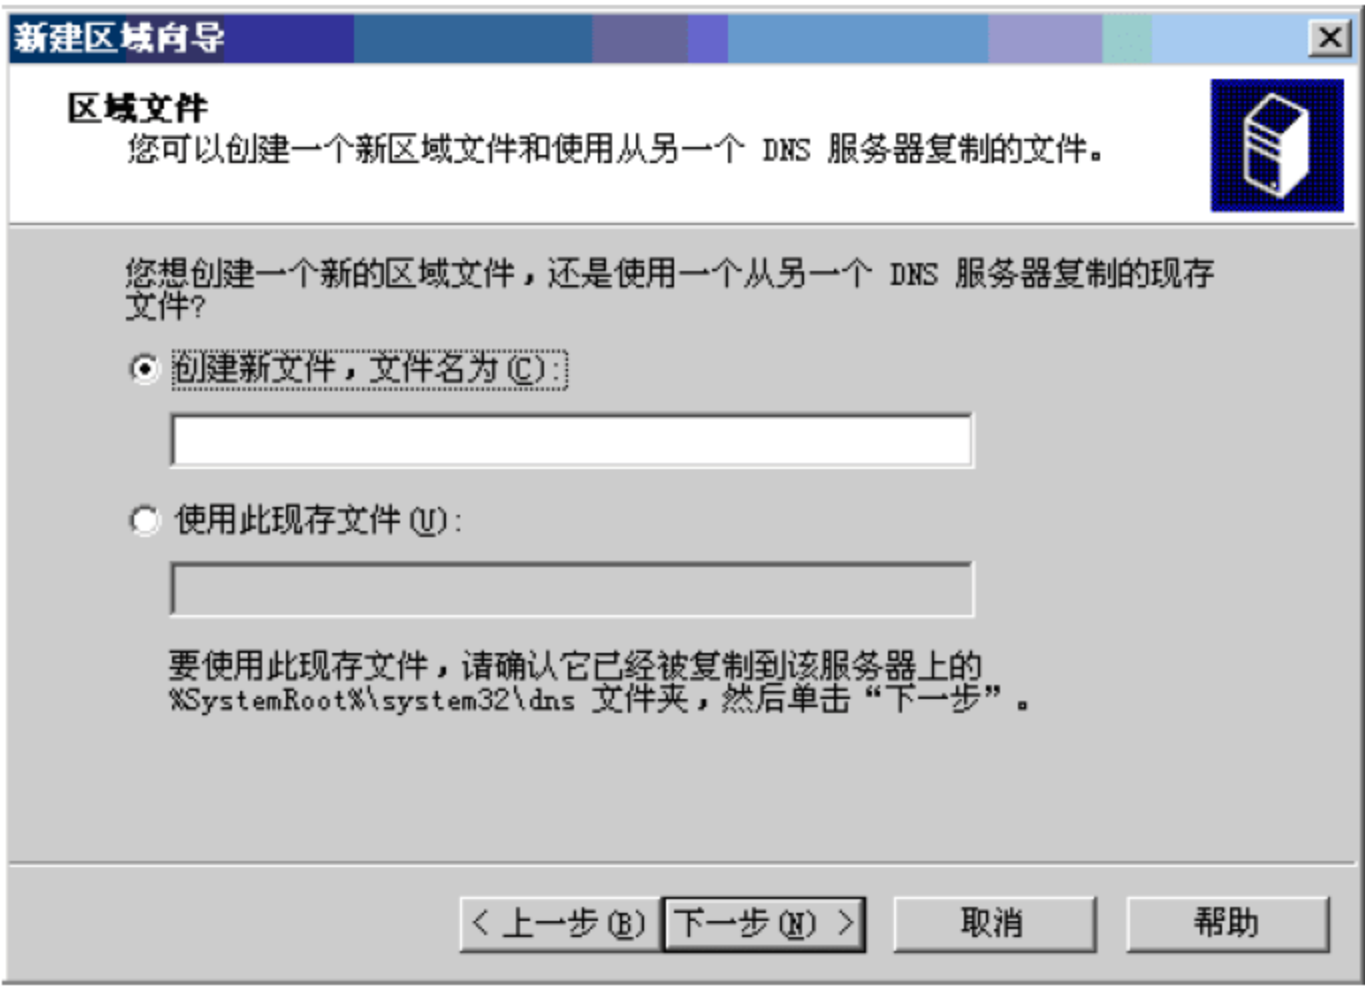 新建区域向导
区域文件
您可以创建一个新区域文件和使用从另一个 DNS 服务器复制的文件。
您想创建一个新的区域文件，还是使用一个从另一个 DNS 服务器复制的现存
文件?
创建新文件，文件名为(C):
使用此现存文件(U):
要使用此现存文件，请确认它已经被复制到该服务器上的
%SystemRoot%\system32\dns 文件夹，然后单击“下一步”。
< 上一步(B) 下一步(N) > 取消 帮助